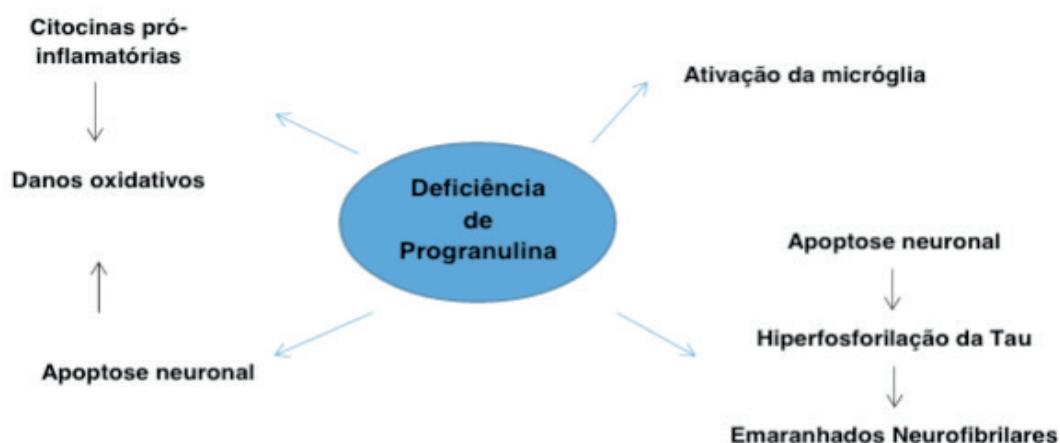 Citocinas pró-
inflamatórias
Ativação da micróglia
Danos oxidativos
Deficiência
de
Progranulina
Apoptose neuronal
Hiperfosforilação da Tau
Apoptose neuronal
Emaranhados Neurofibrilares